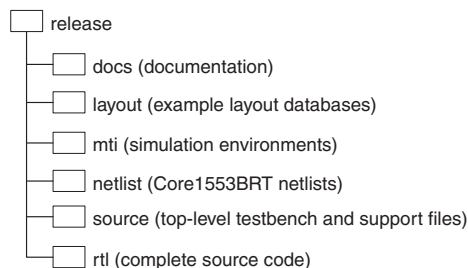 release
docs (documentation)
layout (example layout databases)
mti (simulation environments)
netlist (Core1553BRT netlists)
source (top-level testbench and support files)
rtl (complete source code)